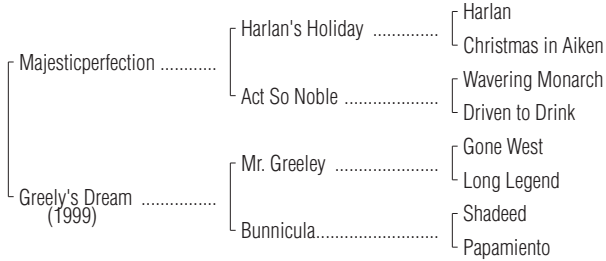 Harlan
Harlan's Holiday ..............
Christmas in Aiken
Majesticperfection ............
Wavering Monarch
Act So Noble ....................
Driven to Drink
Gone West
Mr. Greeley ......................
Long Legend
Greely's Dream ................
(1999)
Shadeed
Bunnicula..........................
Papamiento